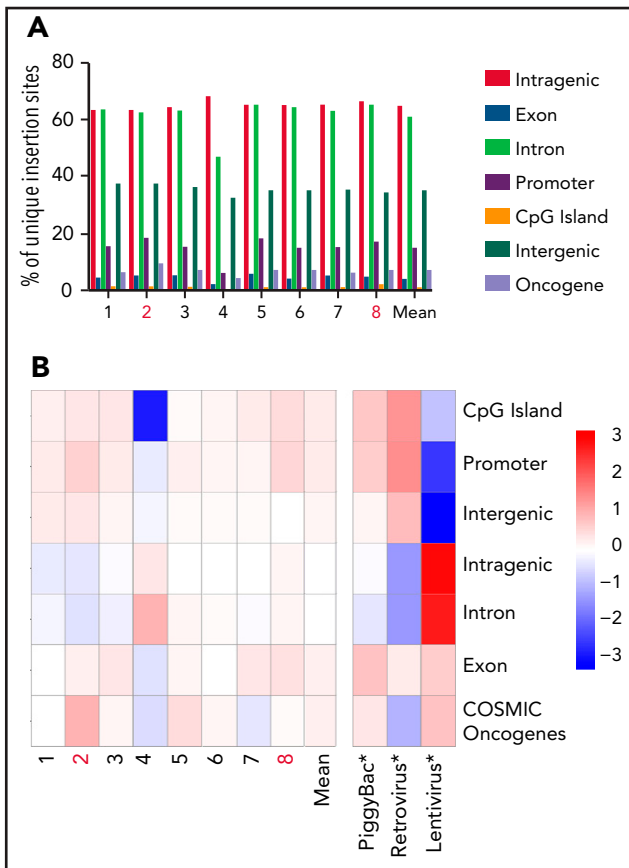 A
% of unique insertion sites
80
60
40
20
0
1 2 3 4 5 6 7 8 Mean
Intragenic
Exon
Intron
Promoter
CpG Island
Intergenic
Oncogene
B
CpG Island
Promoter
Intergenic
Intragenic
Intron
Exon
COSMIC
Oncogenes
3
2
1
0
−1
−2
−3
1 2 3 4 5 6 7 8 Mean PiggyBac* Retrovirus* Lentivirus*